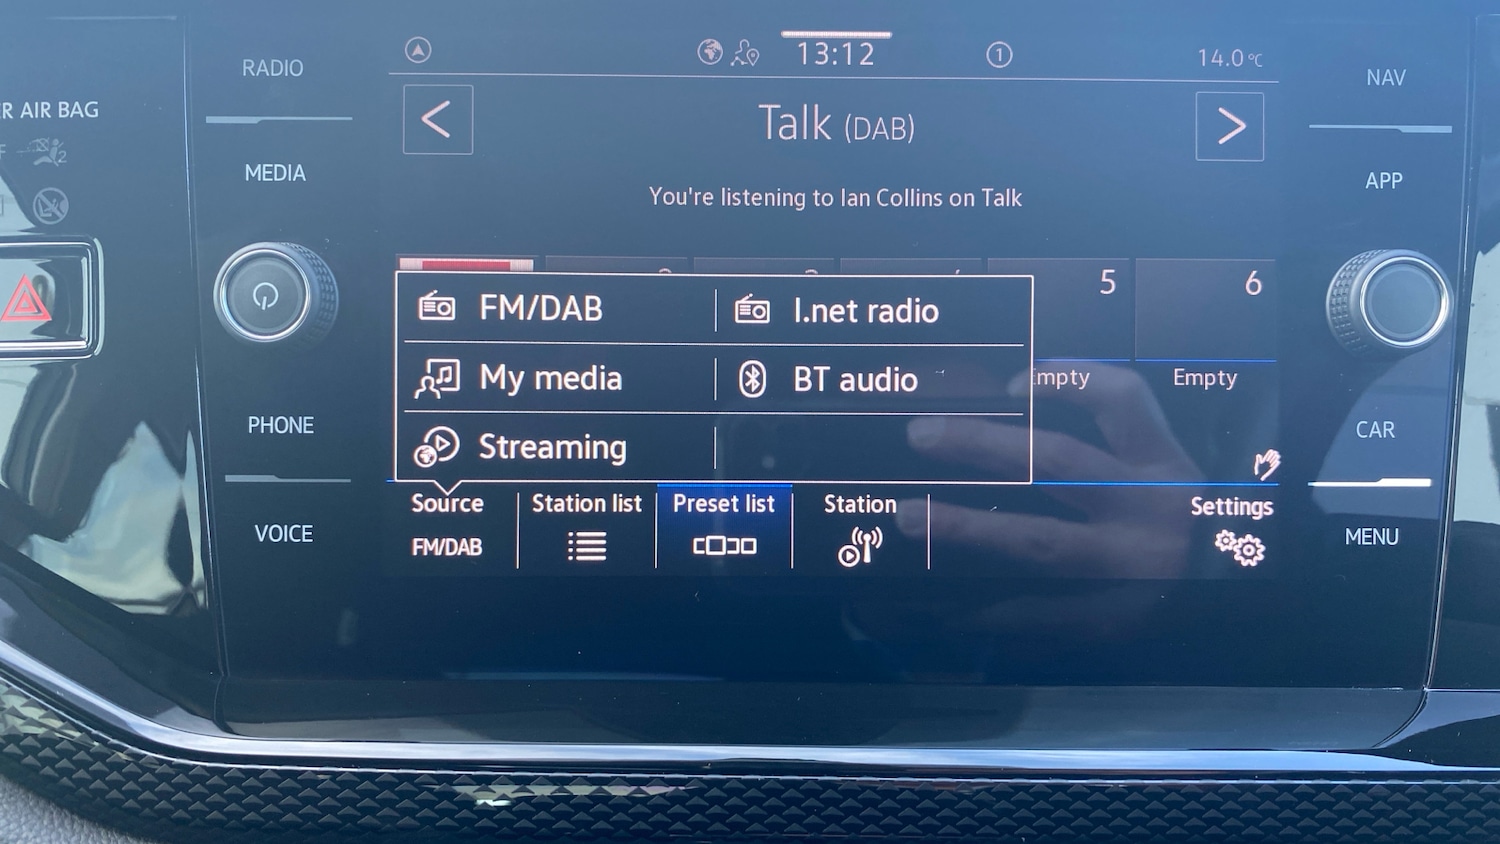 RADIO
MEDIA
R AIR BAG
13:12
1
14.0°C
Talk (DAB)
You're listening to Ian Collins on Talk
FM/DAB
I.net radio
My media
BT audio
Streaming
5
6
Empty
Empty
Source
FM/DAB
Station list
Preset list
Station
Settings
PHONE
VOICE
NAV
APP
CAR
MENU